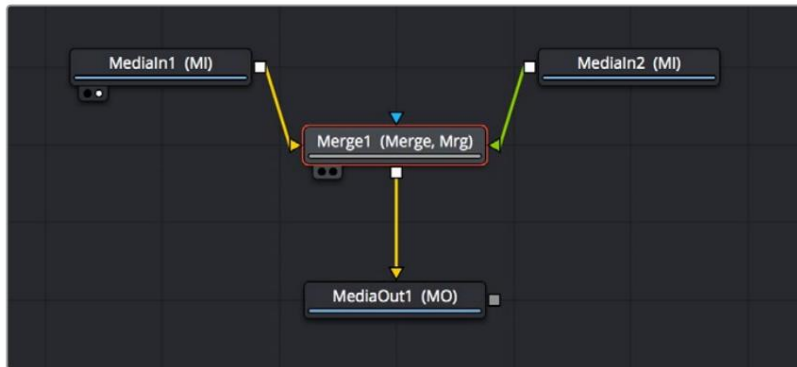 MediaIn1 (MI)
MediaIn2 (MI)
Merge1 (Merge, Mrg)
MediaOut1 (MO)